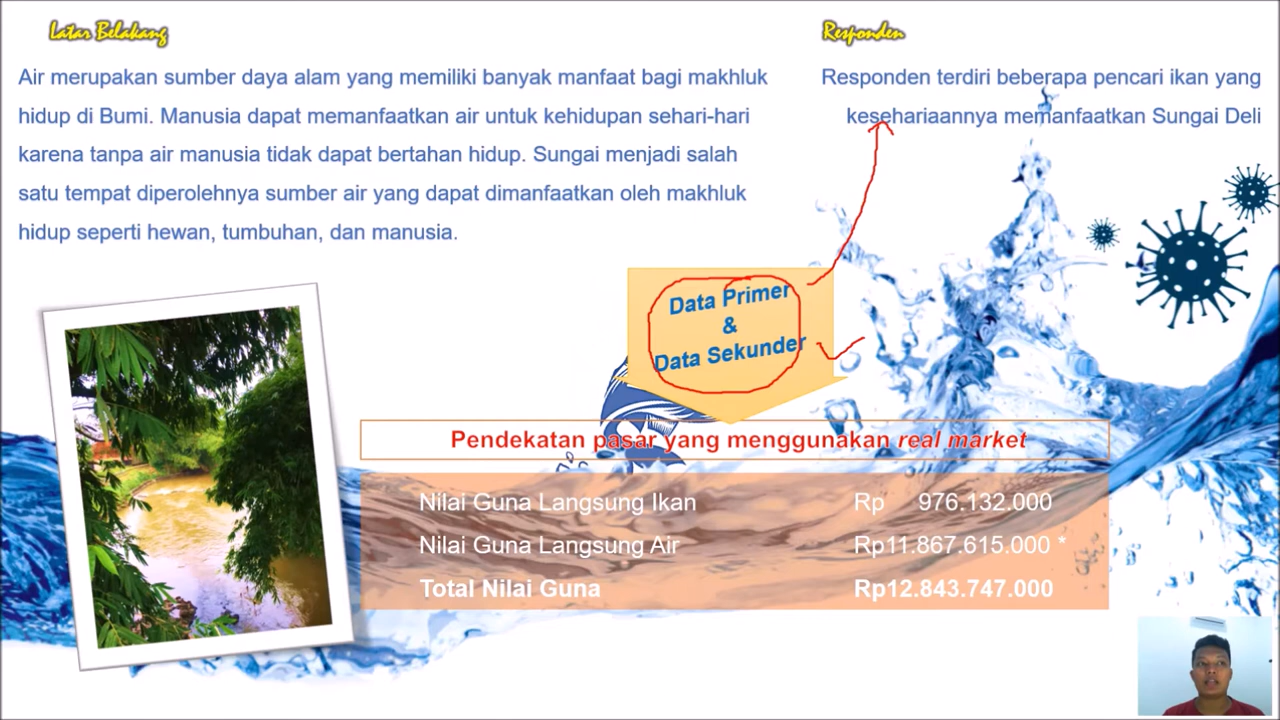 Latar Belakang
Air merupakan sumber daya alam yang memiliki banyak manfaat bagi makhluk
hidup di Bumi. Manusia dapat memanfaatkan air untuk kehidupan sehari-hari
karena tanpa air manusia tidak dapat bertahan hidup. Sungai menjadi salah
satu tempat diperolehnya sumber air yang dapat dimanfaatkan oleh makhluk
hidup seperti hewan, tumbuhan, dan manusia.
Responden
Responden terdiri beberapa pencari ikan yang
kesehariaannya memanfaatkan Sungai Deli
Data Primer
&
Data Sekunder
Pendekatan pasar yang menggunakan real market
Nilai Guna Langsung Ikan Rp 976.132.000
Nilai Guna Langsung Air Rp11.867.615.000 *
Total Nilai Guna Rp12.843.747.000